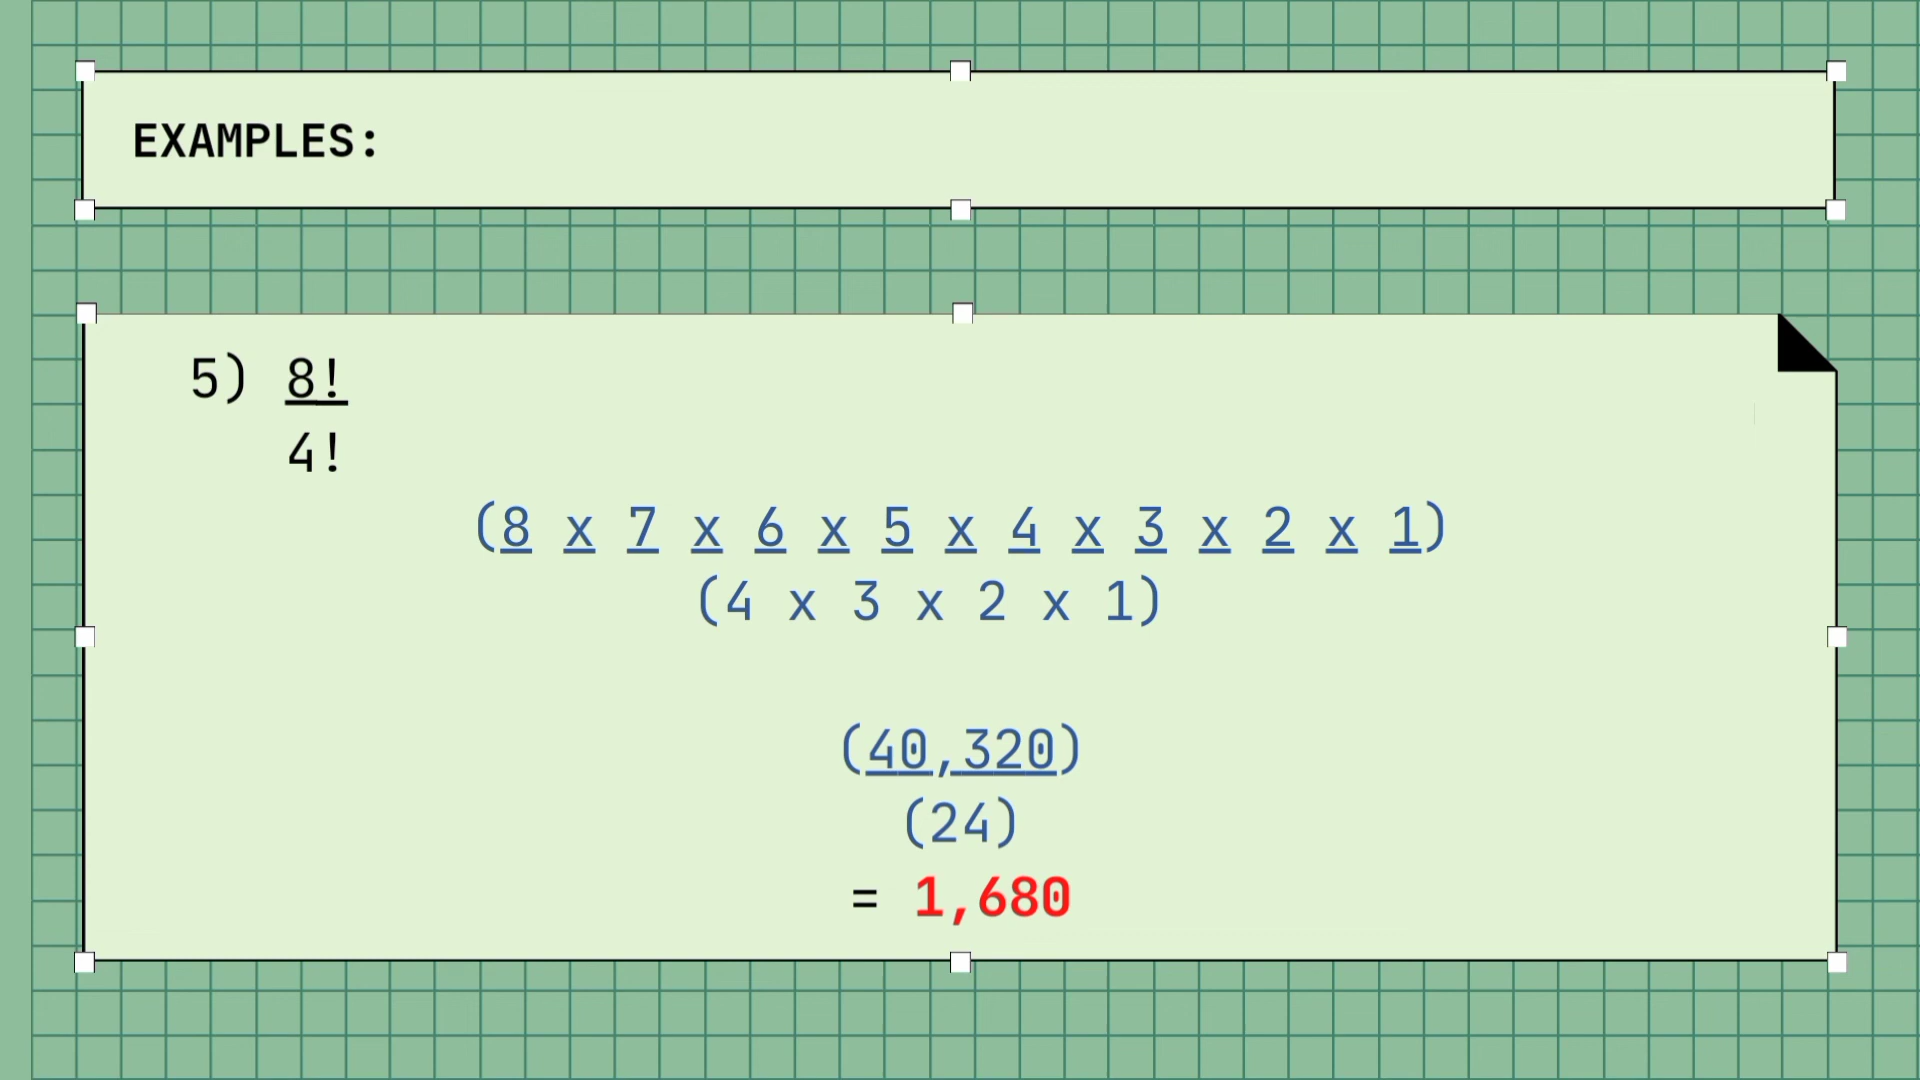 EXAMPLES:
5) 8!
4!
(8 x 7 x 6 x 5 x 4 x 3 x 2 x 1)
(4 x 3 x 2 x 1)
(40,320)
(24)
= 1,680